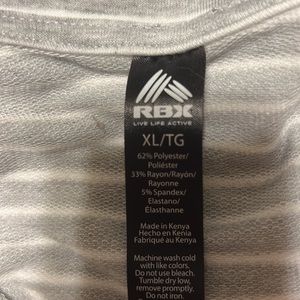 RBX
LIVE LIFE ACTIVE
XL/TG
62% Polyester/
Poliéster
33% Rayon/Rayón/
Rayonne
5% Spandex/
Elastano/
Élasthanne
Made in Kenya
Hecho en Kenia
Fabriqué au Kenya
Machine wash cold
with like colors.
Do not use bleach.
Tumble dry low,
remove promptly.
Do not iron.